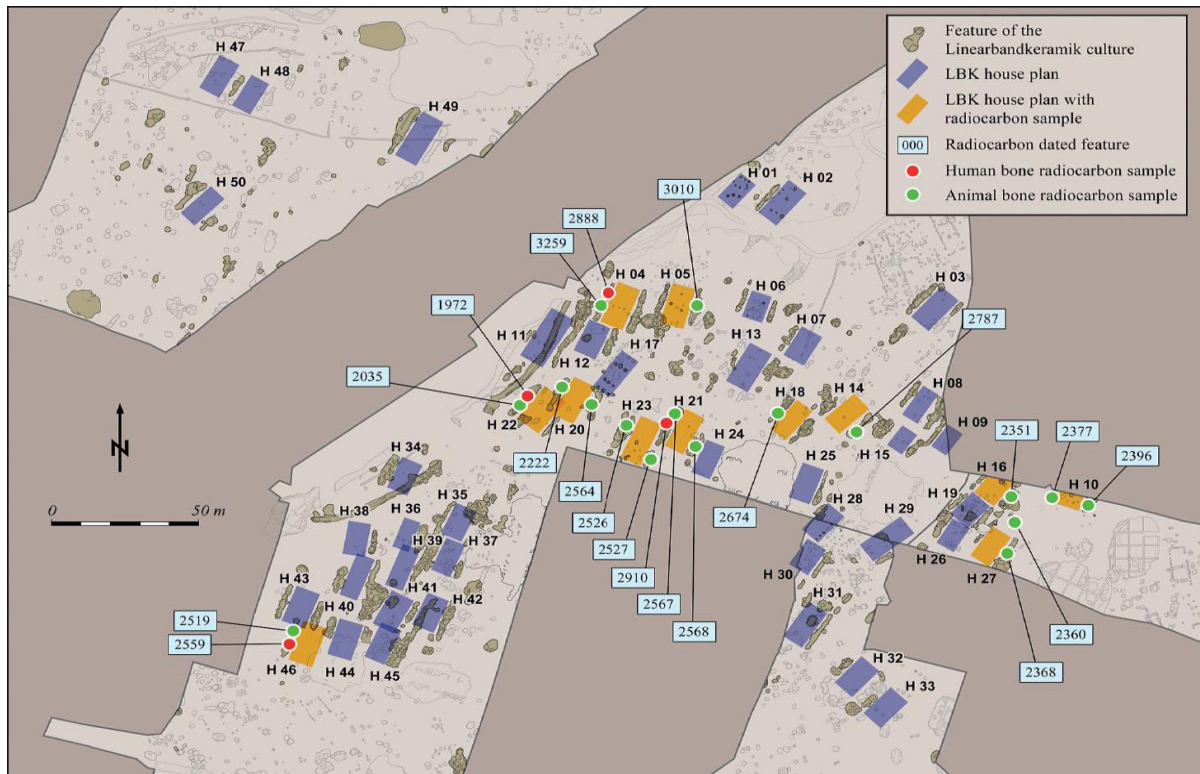 H 47
H 48
H 49
H 50
Feature of the
Linearbandkeramik culture
LBK house plan
LBK house plan with
radiocarbon sample
000
Radiocarbon dated feature
Human bone radiocarbon sample
Animal bone radiocarbon sample
H 01
H 02
3010
2888
3259
H 04
H 05
H 06
H 03
1972
2787
H 11
H 13
H 07
H 17
H 12
2035
H 08
H 18
H 14
H 23
H 21
H 09
H 22
H 20
H 24
H 15
2351
2377
2396
H 34
2222
H 25
H 16
H 10
2564
H 35
H 28
H 19
0
50 m
N
H 38
H 36
2526
2674
H 29
H 39
H 37
2527
H 26
H 30
H 27
2910
H 43
H 40
H 41
H 42
2567
H 31
2519
2568
2360
2559
H 46
H 44
H 45
H 32
2368
H 33